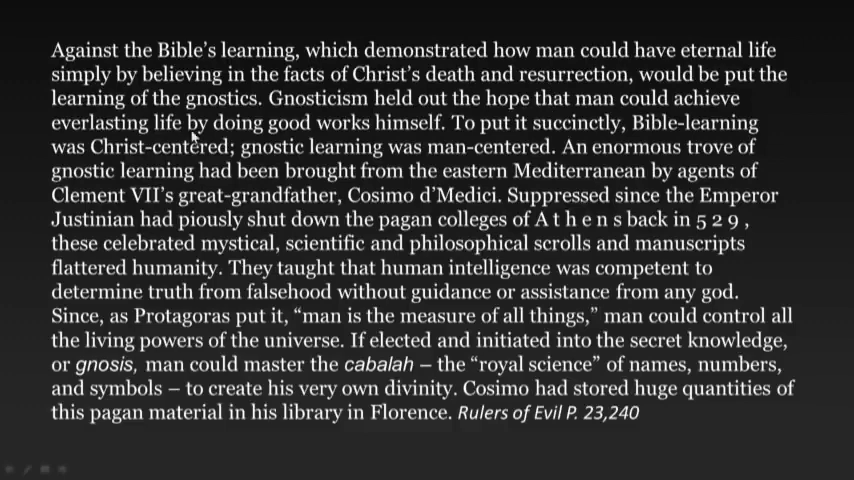 Against the Bible's learning, which demonstrated how man could have eternal life
simply by believing in the facts of Christ's death and resurrection, would be put the
learning of the gnostics. Gnosticism held out the hope that man could achieve
everlasting life by doing good works himself. To put it succinctly, Bible-learning
was Christ-centered; gnostic learning was man-centered. An enormous trove of
gnostic learning had been brought from the eastern Mediterranean by agents of
Clement VII's great-grandfather, Cosimo d'Medici. Suppressed since the Emperor
Justinian had piously shut down the pagan colleges of A t h e n s back in 5 2 9 ,
these celebrated mystical, scientific and philosophical scrolls and manuscripts
flattered humanity. They taught that human intelligence was competent to
determine truth from falsehood without guidance or assistance from any god.
Since, as Protagoras put it, “man is the measure of all things,” man could control all
the living powers of the universe. If elected and initiated into the secret knowledge,
or gnosis, man could master the cabalah – the “royal science” of names, numbers,
and symbols – to create his very own divinity. Cosimo had stored huge quantities of
this pagan material in his library in Florence. Rulers of Evil P. 23,240